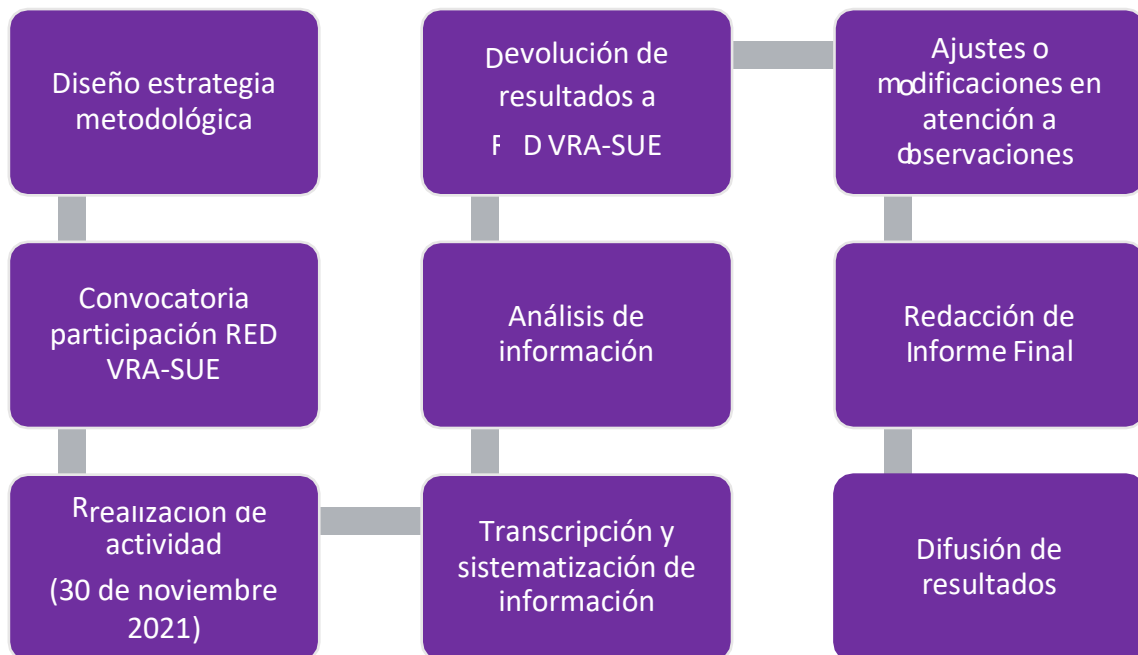 Diseño estrategia
metodológica
Convocatoria
participación RED
VRA-SUE
Rrealización de
actividad
(30 de noviembre
2021)
Transcripción y
sistematización de
información
Análisis de
información
Devolución de
resultados a
F D VRA-SUE
Ajustes o
modificaciones en
atención a
observaciones
Redacción de
Informe Final
Difusión de
resultados